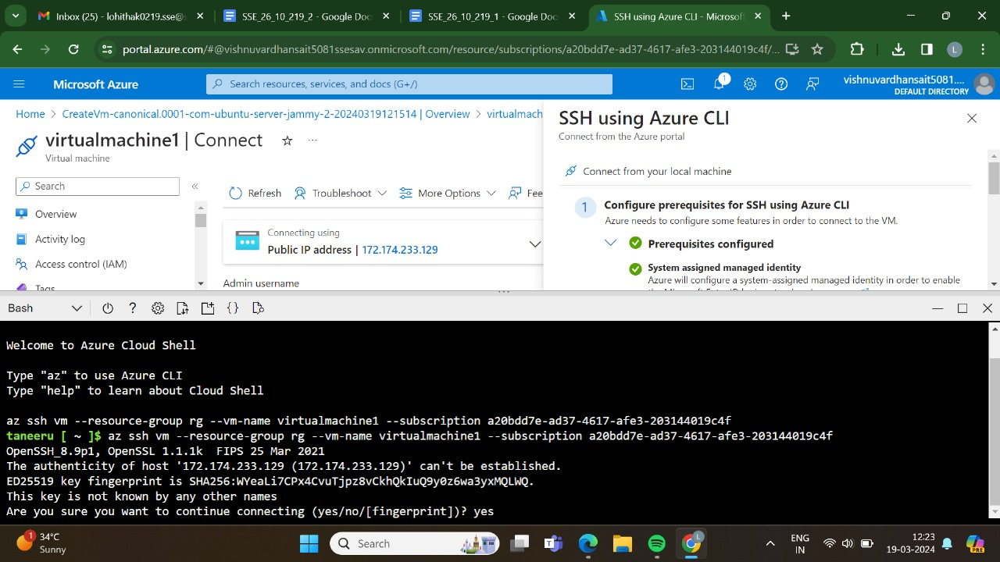 Inbox (25) - lohithak0219.sse@s
SSE_26_10_219_2 - Google Doc
SSE_26_10_219_1 - Google Doc
SSH using Azure CLI - Microsoft
portal.azure.com/#@vishnuvardhansait5081ssesav.onmicrosoft.com/resource/subscriptions/a20bdd7e-ad37-4617-afe3-203144019c4f/...
L
Microsoft Azure
Search resources, services, and docs (G+/)
1
vishnuvardhansait5081....
DEFAULT DIRECTORY
Home > CreateVm-canonical.0001-com-ubuntu-server-jammy-2-20240319121514 | Overview > virtualmach
virtualmachine1 | Connect
Virtual machine
Search
Overview
Activity log
Access control (IAM)
Tags
Refresh
Troubleshoot
More Options
Fee
Connecting using
Public IP address | 172.174.233.129
Admin username
SSH using Azure CLI
Connect from the Azure portal
Connect from your local machine
1
Configure prerequisites for SSH using Azure CLI
Azure needs to configure some features in order to connect to the VM.
Prerequisites configured
System assigned managed identity
Azure will configure a system-assigned managed identity in order to enable
Bash
Welcome to Azure Cloud Shell
Type "az" to use Azure CLI
Type "help" to learn about Cloud Shell
az ssh vm --resource-group rg --vm-name virtualmachine1 --subscription a20bdd7e-ad37-4617-afe3-203144019c4f
taneeru [ ~ ]$ az ssh vm --resource-group rg --vm-name virtualmachine1 --subscription a20bdd7e-ad37-4617-afe3-203144019c4f
OpenSSH_8.9p1, OpenSSL 1.1.1k  FIPS 25 Mar 2021
The authenticity of host '172.174.233.129 (172.174.233.129)' can't be established.
ED25519 key fingerprint is SHA256:WYeaLi7CPx4CvuTjpz8vCkhQkIuQ9y0z6wa3yxMQLWQ.
This key is not known by any other names
Are you sure you want to continue connecting (yes/no/[fingerprint])? yes
1
34°C
Sunny
Search
L
ENG
IN
12:23
19-03-2024
PRE